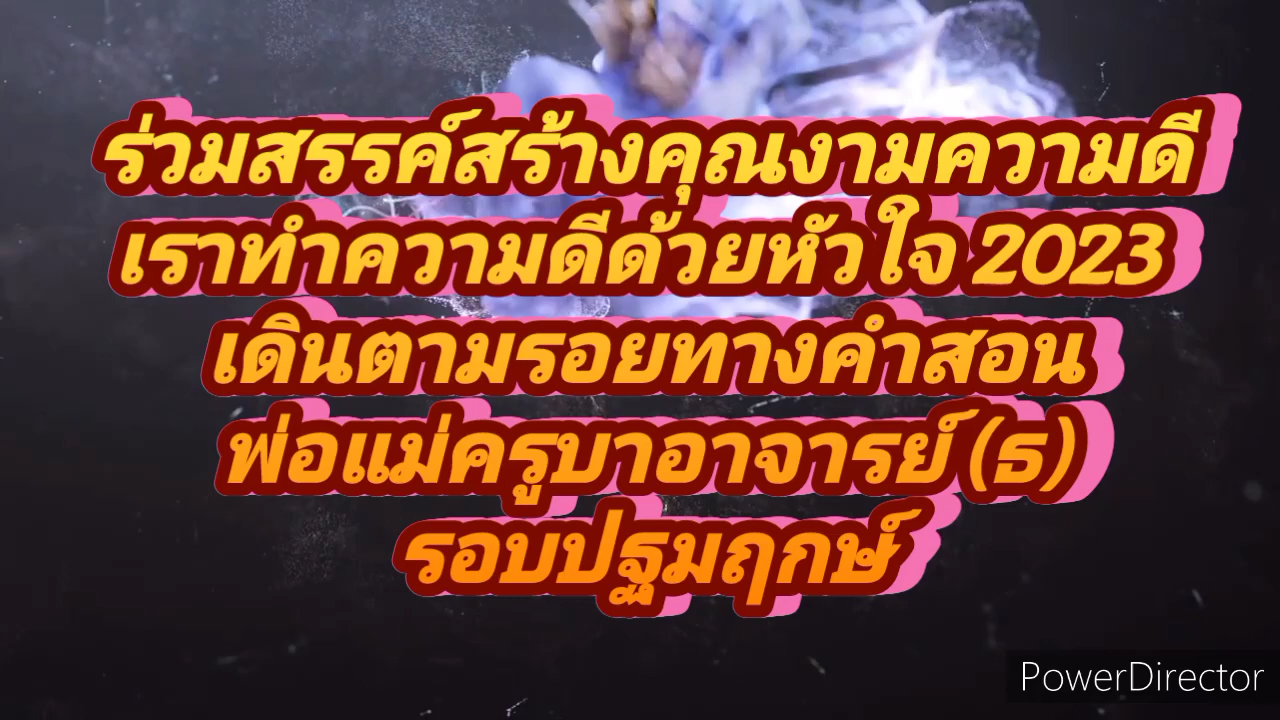 ร่วมสรรค์สร้างคุณงามความดี
เราทำความดีด้วยหัวใจ 2023
เดินตามรอยทางคำสอน
พ่อแม่ครูบาอาจารย์ (ธ)
รอบปฐมฤกษ์
PowerDirector